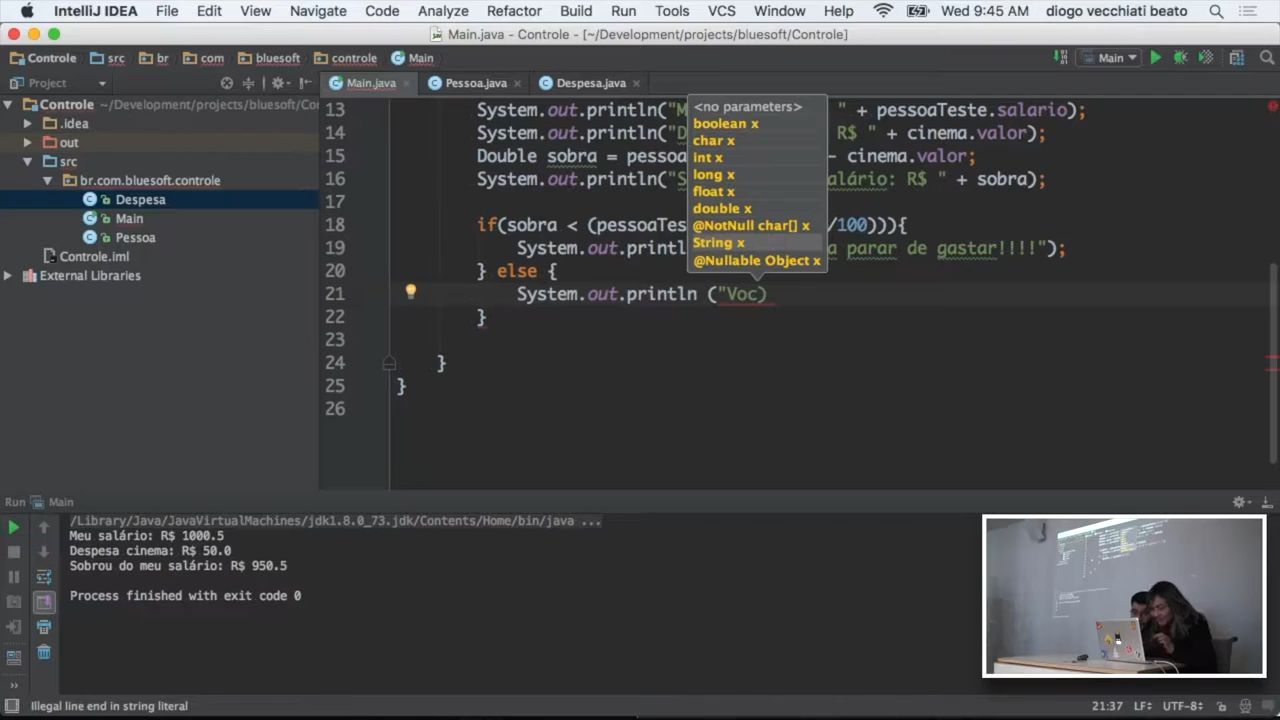 IntelliJ IDEA File Edit View Navigate Code Analyze Refactor Build Run Tools VCS Window Help Wed 9:45 AM diogo vecchiati beato
Main.java - Controle - [~/Development/projects/bluesoft/Controle]
Controle src br com bluesoft controle Main Main
Project Main.java Pessoa.java Despesa.java
Controle ~/Development/projects/bluesoft/Co
.idea
out
src
br.com.bluesoft.controle
Despesa
Main
Pessoa
Controle.iml
External Libraries
13 System.out.println("M " + pessoaTeste.salario);
14 System.out.println("D R$ " + cinema.valor);
15 Double sobra = pessoa - cinema.valor;
16 System.out.println("S alário: R$ " + sobra);
17
18 if(sobra < (pessoaTes /100))){
19 System.out.println a parar de gastar!!!!");
20 } else {
21 System.out.println ("Voc)
22 }
23
24 }
25 }
26
<no parameters>
boolean x
char x
int x
long x
float x
double x
@NotNull char[] x
String x
@Nullable Object x
Run Main
/Library/Java/JavaVirtualMachines/jdk1.8.0_73.jdk/Contents/Home/bin/java ...
Meu salário: R$ 1000.5
Despesa cinema: R$ 50.0
Sobrou do meu salário: R$ 950.5
Process finished with exit code 0
Illegal line end in string literal 21:37 LF UTF-8